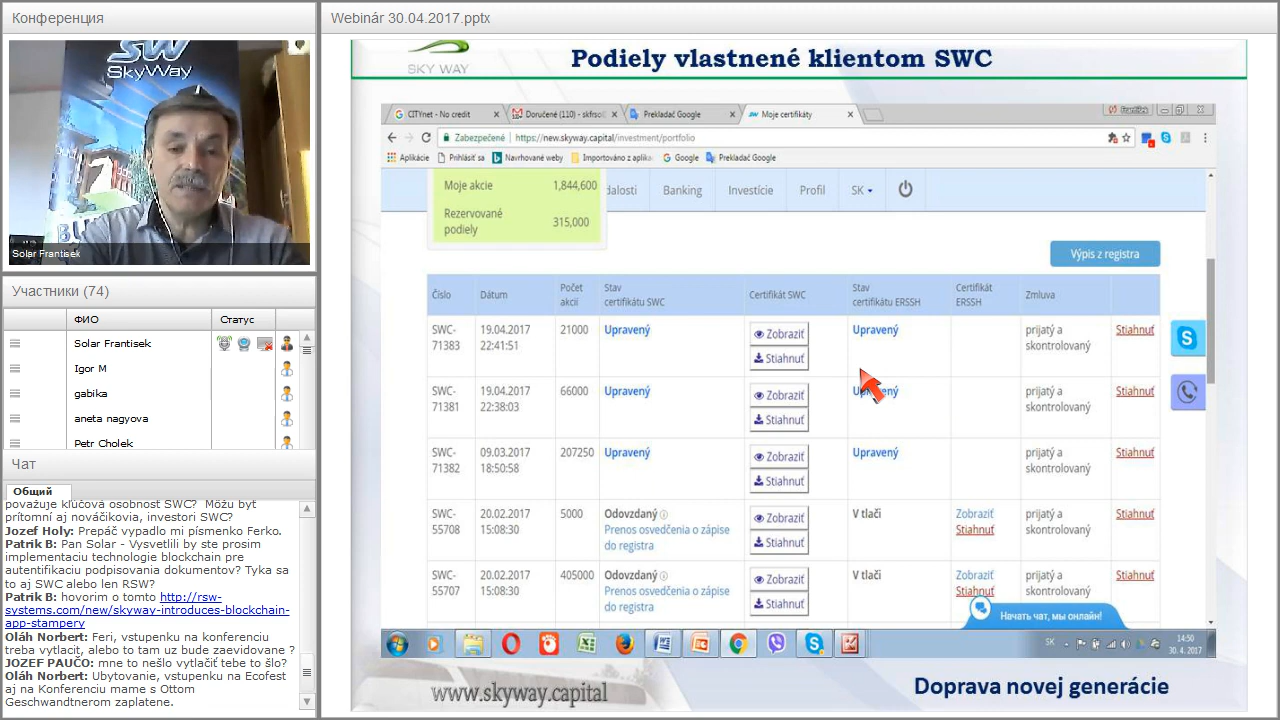 Конференция
SW
SKYWAY
Solar Frantisek
Участники (74)
ФИО
Статус
Solar Frantisek
Igor M
gabika
aneta nagyova
Petr Cholek
Чат
Общий
považuje kľúčová osobnosť SWC? Môžu byť
prítomní aj nováčikovia, investori SWC?
Jozef Holy: Prepáč vypadlo mi písmenko Ferko.
Patrik B: Pan Solar - Vysvetlili by ste prosim
implementaciu technologie blockchain pre
autentifikaciu podpisovania dokumentov? Tyka sa
to aj SWC alebo len RSW?
Patrik B: hovorim o tomto http://rsw-
systems.com/new/skyway-introduces-blockchain-
app-stampery
Oláh Norbert: Feri, vstupenku na konferenciu
treba vytlacit, alebo to tam uz bude zaevidovane ?
JOZEF PAUČO: mne to nešlo vytlačiť tebe to šlo?
Oláh Norbert: Ubytovanie, vstupenku na Ecofest
aj na Konferenciu mame s Ottom
Geschwandtnerom zaplatene.
Webinár 30.04.2017.pptx
SKY WAY
Podiely vlastnené klientom SWC
CITYnet - No credit
Doručené (110) - skfrso
Prekladač Google
Moje certifikáty
František
Zabezpečené
https://new.skyway.capital/investment/portfolio
Aplikácie
Prihlásiť sa
Navrhované weby
Importováno z aplika
Google
Prekladač Google
Moje akcie 1,844,600
Rezervované
podiely
315,000
dalosti
Banking
Investície
Profil
SK
Výpis z registra
Číslo
Dátum
Počet
akcií
Stav
certifikátu SWC
Certifikát SWC
Stav
certifikátu ERSSH
Certifikát
ERSSH
Zmluva
SWC-
71383
19.04.2017
22:41:51
21000
Upravený
Zobraziť
Stiahnuť
Upravený
prijatý a
skontrolovaný
Stiahnuť
SWC-
71381
19.04.2017
22:38:03
66000
Upravený
Zobraziť
Stiahnuť
Upravený
prijatý a
skontrolovaný
Stiahnuť
SWC-
71382
09.03.2017
18:50:58
207250
Upravený
Zobraziť
Stiahnuť
Upravený
prijatý a
skontrolovaný
Stiahnuť
SWC-
55708
20.02.2017
15:08:30
5000
Odovzdaný
Prenos osvedčenia o zápise
do registra
Zobraziť
Stiahnuť
V tlači
Zobraziť
Stiahnuť
prijatý a
skontrolovaný
Stiahnuť
SWC-
55707
20.02.2017
15:08:30
405000
Odovzdaný
Prenos osvedčenia o zápise
do registra
Zobraziť
Stiahnuť
V tlači
Zobraziť
Stiahnuť
prijatý a
skontrolovaný
Stiahnuť
Начать чат, мы онлайн!
SK
14:50
30. 4. 2017
www.skyway.capital
Doprava novej generácie